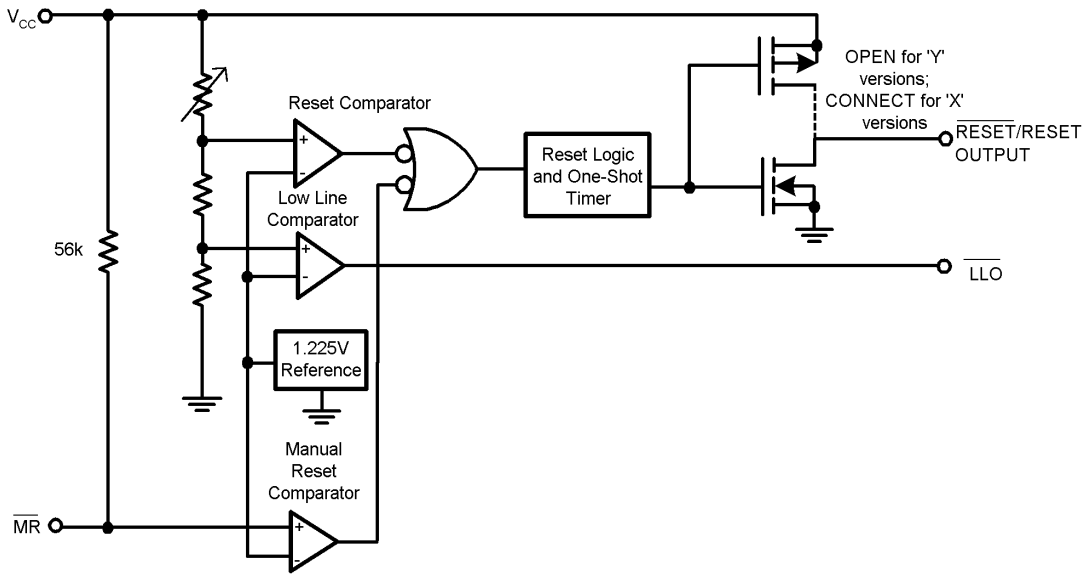 VCC
OPEN for 'Y'
versions;
CONNECT for 'X'
versions
Reset Comparator
+
-
RESET/RESET
OUTPUT
Reset Logic
and One-Shot
Timer
Low Line
Comparator
+
-
56k
LLO
1.225V
Reference
Manual
Reset
Comparator
MR
+
-